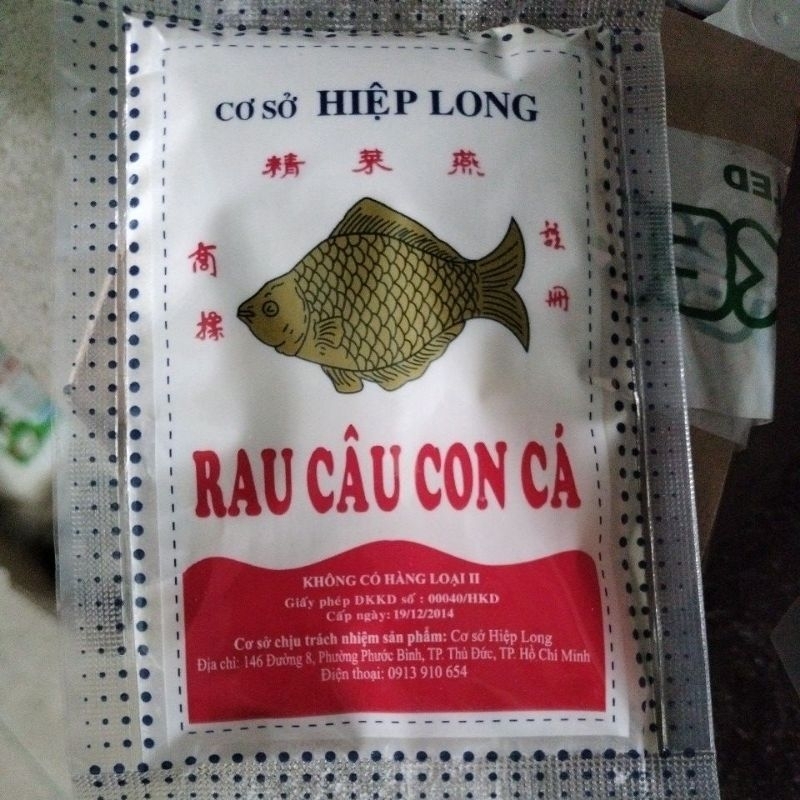 CƠ SỞ HIỆP LONG
精菜燕
商標
註冊
RAU CÂU CON CÁ
KHÔNG CÓ HÀNG LOẠI II
Giấy phép ĐKKD số : 00040/HKD
Cấp ngày: 19/12/2014
Cơ sở chịu trách nhiệm sản phẩm: Cơ sở Hiệp Long
Địa chỉ: 146 Đường 8, Phường Phước Bình, TP. Thủ Đức, TP. Hồ Chí Minh
Điện thoại: 0913 910 654